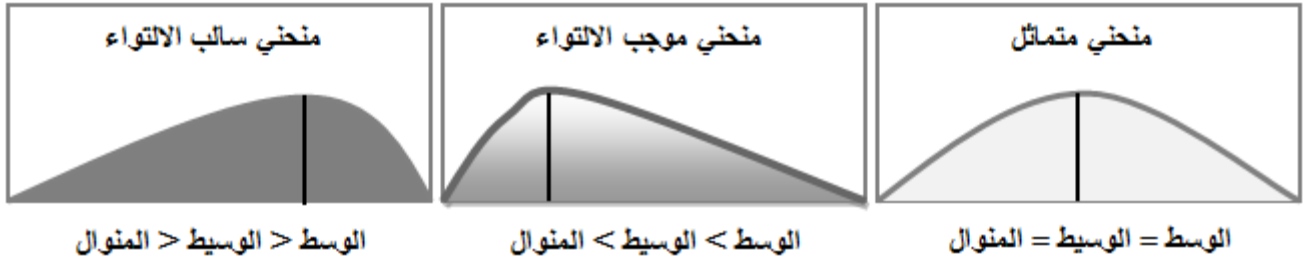 منحني متماثل
الوسط = الوسيط = المنوال
منحني موجب الالتواء
الوسط > الوسيط > المنوال
منحني سالب الالتواء
الوسط < الوسيط < المنوال